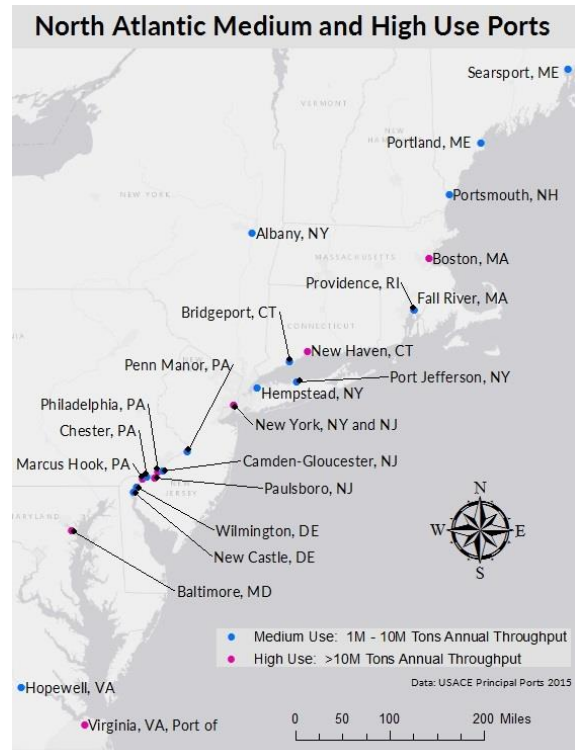 North Atlantic Medium and High Use Ports
Searsport, ME
VERMONT
NEW
Portland, ME
Portsmouth, NH
NEW YORK
Albany, NY
MASSACHUSETTS
Boston, MA
Providence, RI
Fall River, MA
Bridgeport, CT
CONNECTICUT
New Haven, CT
Penn Manor, PA
Port Jefferson, NY
Hempstead, NY
Philadelphia, PA
New York, NY and NJ
Chester, PA
Marcus Hook, PA
Camden-Gloucester, NJ
NEW
JERSEY
Paulsboro, NJ
MARYLAND
Wilmington, DE
New Castle, DE
Baltimore, MD
N
W
E
S
Medium Use: 1M - 10M Tons Annual Throughput
High Use: >10M Tons Annual Throughput
Data: USACE Principal Ports 2015
Hopewell, VA
Virginia, VA, Port of
0 50 100 200 Miles